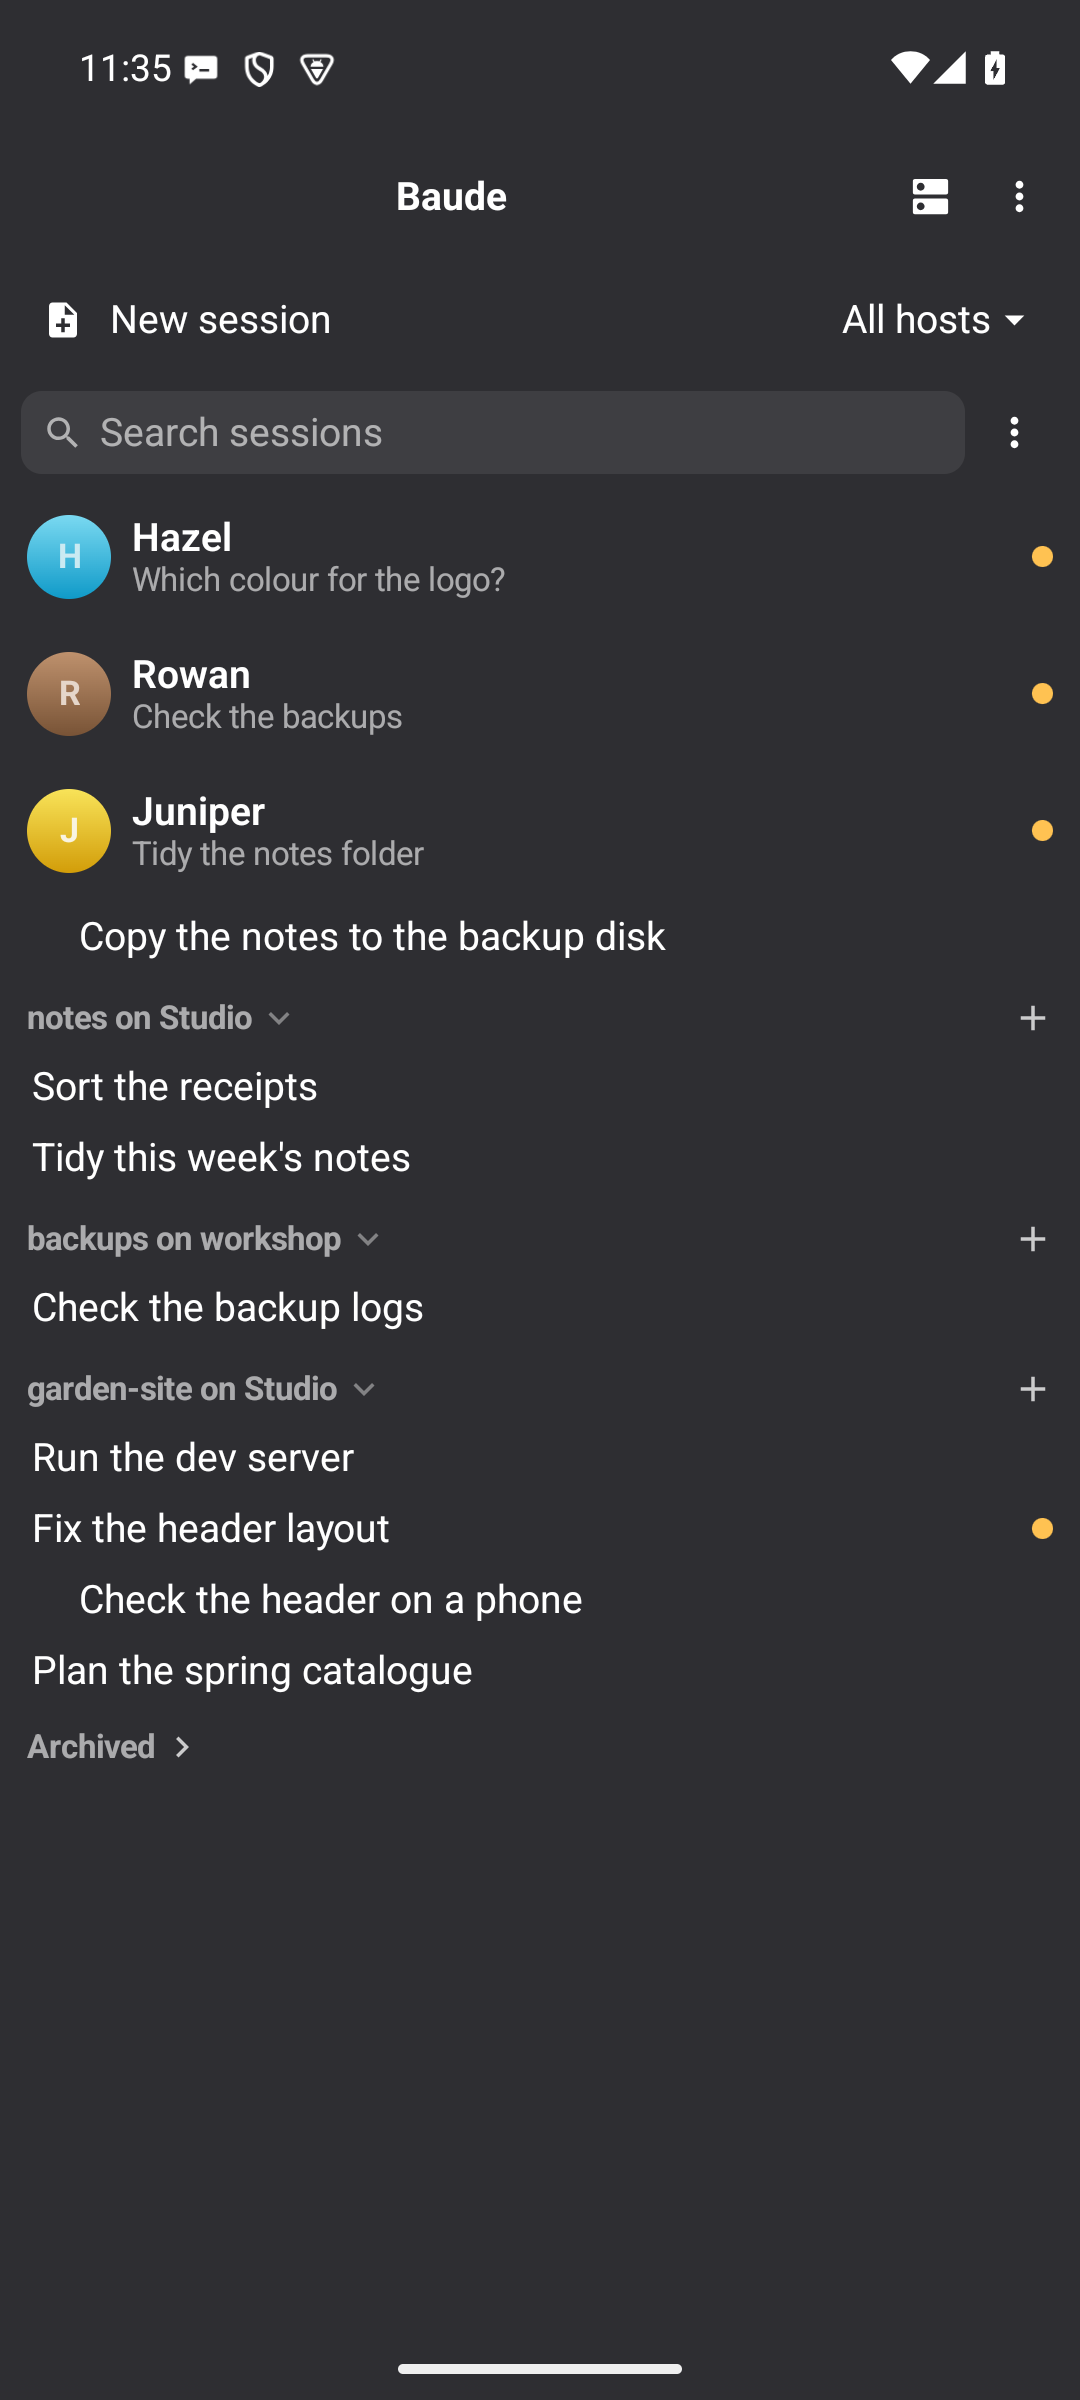 11:35
Baude
New session
All hosts
Search sessions
H
Hazel
Which colour for the logo?
R
Rowan
Check the backups
J
Juniper
Tidy the notes folder
Copy the notes to the backup disk
notes on Studio
Sort the receipts
Tidy this week's notes
backups on workshop
Check the backup logs
garden-site on Studio
Run the dev server
Fix the header layout
Check the header on a phone
Plan the spring catalogue
Archived